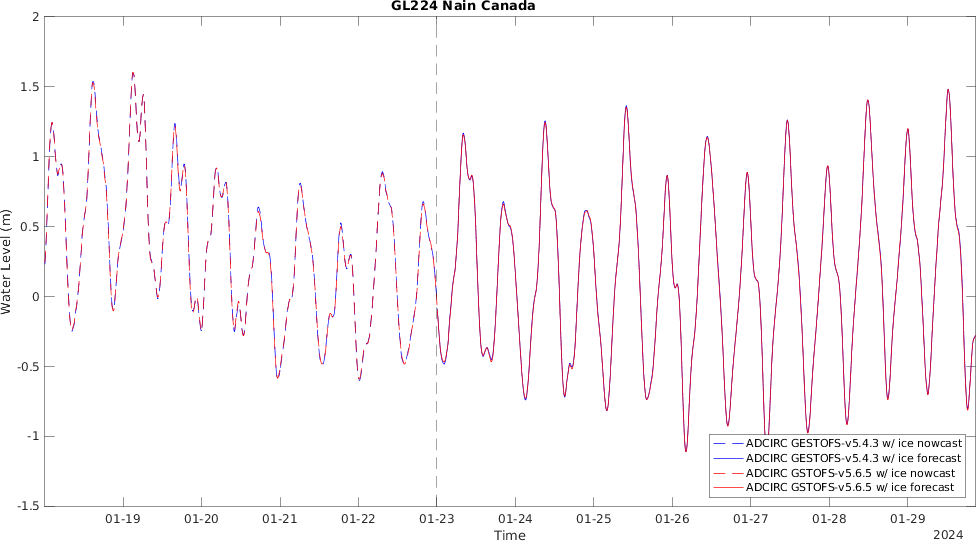 GL224 Nain Canada
2
1.5
1
0.5
0
-0.5
-1
-1.5
Water Level (m)
ADCIRC GESTOFS-v5.4.3 w/ ice nowcast
ADCIRC GESTOFS-v5.4.3 w/ ice forecast
ADCIRC GSTOFS-v5.6.5 w/ ice nowcast
ADCIRC GSTOFS-v5.6.5 w/ ice forecast
01-19 01-20 01-21 01-22 01-23 01-24 01-25 01-26 01-27 01-28 01-29
Time
2024